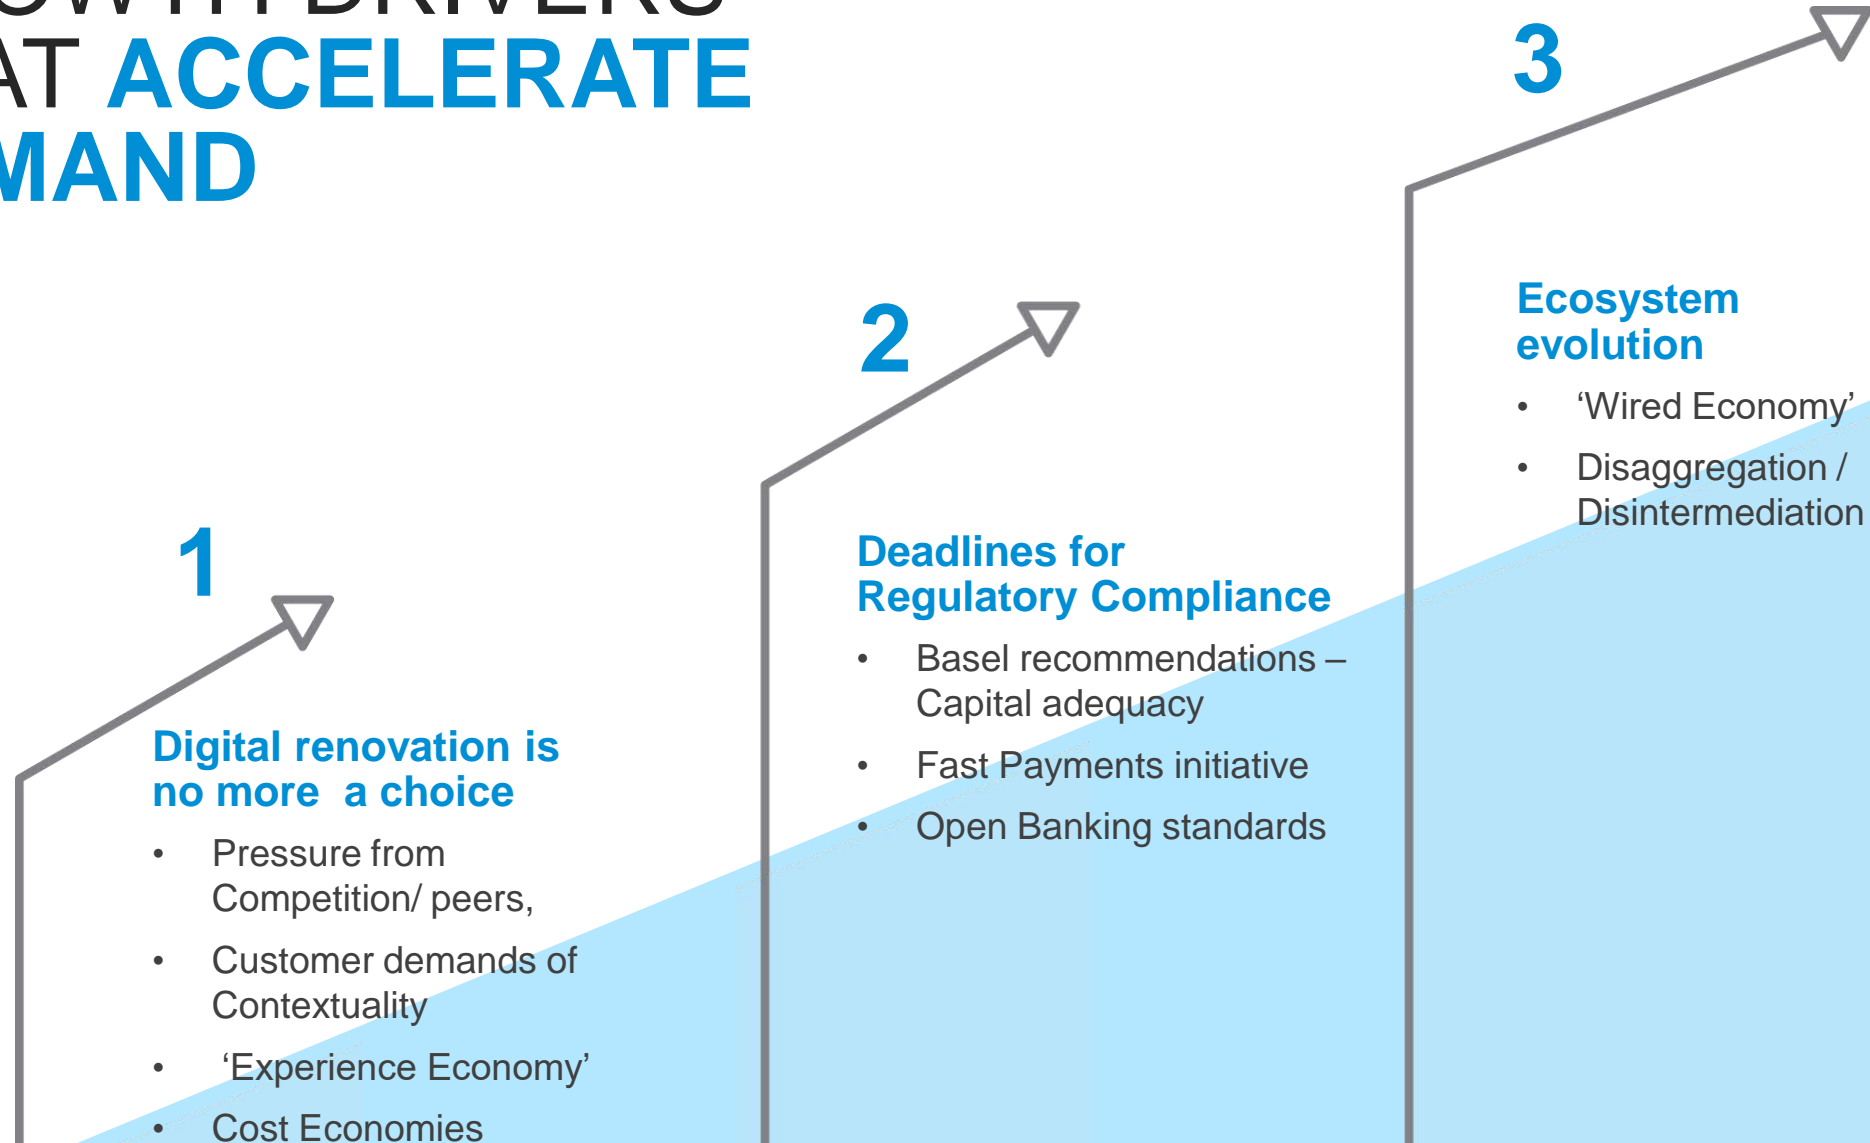 OWTH DRIVERS
AT ACCELERATE
MAND
1
Digital renovation is
no more  a choice
• Pressure from
Competition/ peers,
• Customer demands of
Contextuality
• ‘Experience Economy’
• Cost Economies
2
Deadlines for
Regulatory Compliance
• Basel recommendations –
Capital adequacy
• Fast Payments initiative
• Open Banking standards
3
Ecosystem
evolution
• ‘Wired Economy’
• Disaggregation /
Disintermediation